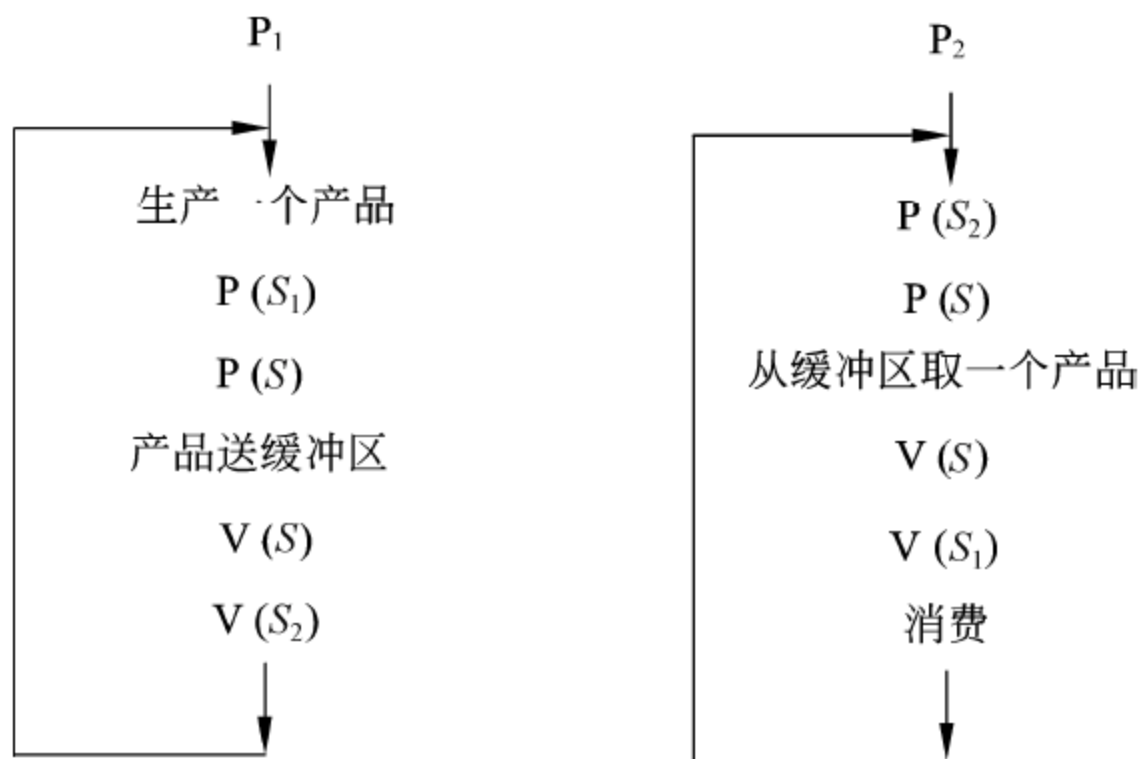 P₁
生产一个产品
P (S₁)
P (S)
产品送缓冲区
V (S)
V (S₂)
P₂
P (S₂)
P (S)
从缓冲区取一个产品
V (S)
V (S₁)
消费